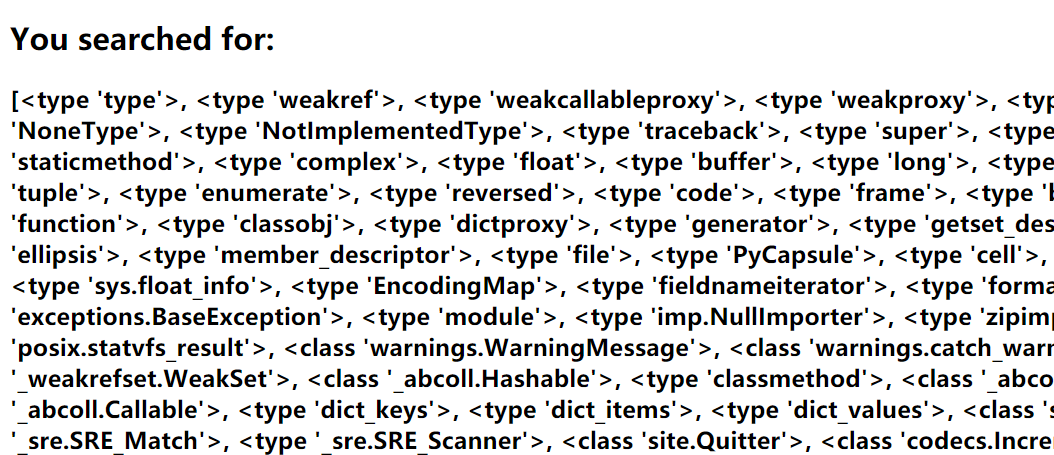 You searched for:
[<type 'type'>, <type 'weakref'>, <type 'weakcallableproxy'>, <type 'weakproxy'>, <typ
'NoneType'>, <type 'NotImplementedType'>, <type 'traceback'>, <type 'super'>, <type
'staticmethod'>, <type 'complex'>, <type 'float'>, <type 'buffer'>, <type 'long'>, <type
'tuple'>, <type 'enumerate'>, <type 'reversed'>, <type 'code'>, <type 'frame'>, <type 'b
'function'>, <type 'classobj'>, <type 'dictproxy'>, <type 'generator'>, <type 'getset_des
'ellipsis'>, <type 'member_descriptor'>, <type 'file'>, <type 'PyCapsule'>, <type 'cell'>,
<type 'sys.float_info'>, <type 'EncodingMap'>, <type 'fieldnameiterator'>, <type 'forma
'exceptions.BaseException'>, <type 'module'>, <type 'imp.NullImporter'>, <type 'zipimp
'posix.statvfs_result'>, <class 'warnings.WarningMessage'>, <class 'warnings.catch_warn
'_weakrefset.WeakSet'>, <class '_abcoll.Hashable'>, <type 'classmethod'>, <class '_abco
'_abcoll.Callable'>, <type 'dict_keys'>, <type 'dict_items'>, <type 'dict_values'>, <class 's
'_sre.SRE_Match'>, <type '_sre.SRE_Scanner'>, <class 'site.Quitter'>, <class 'codecs.Increm